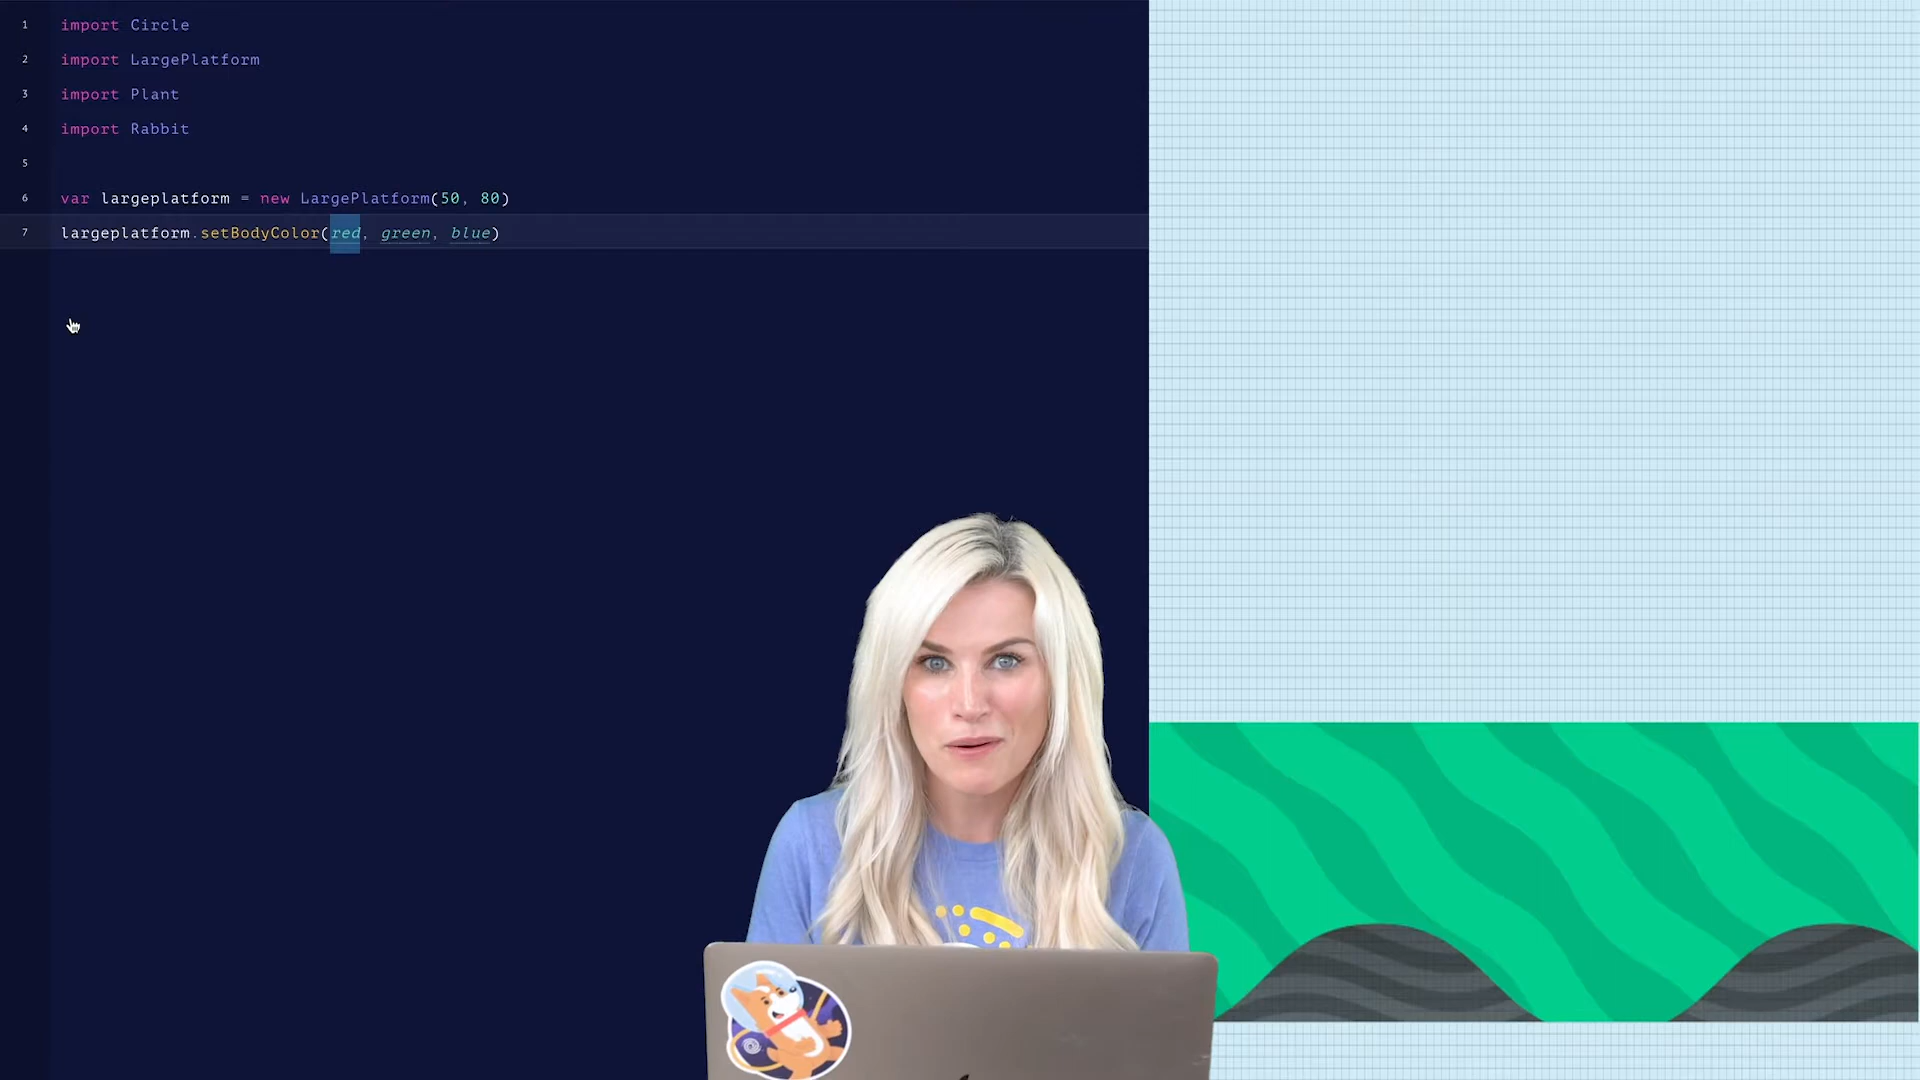 1 import Circle
2 import LargePlatform
3 import Plant
4 import Rabbit
5
6 var largeplatform = new LargePlatform(50, 80)
7 largeplatform.setBodyColor(red, green, blue)